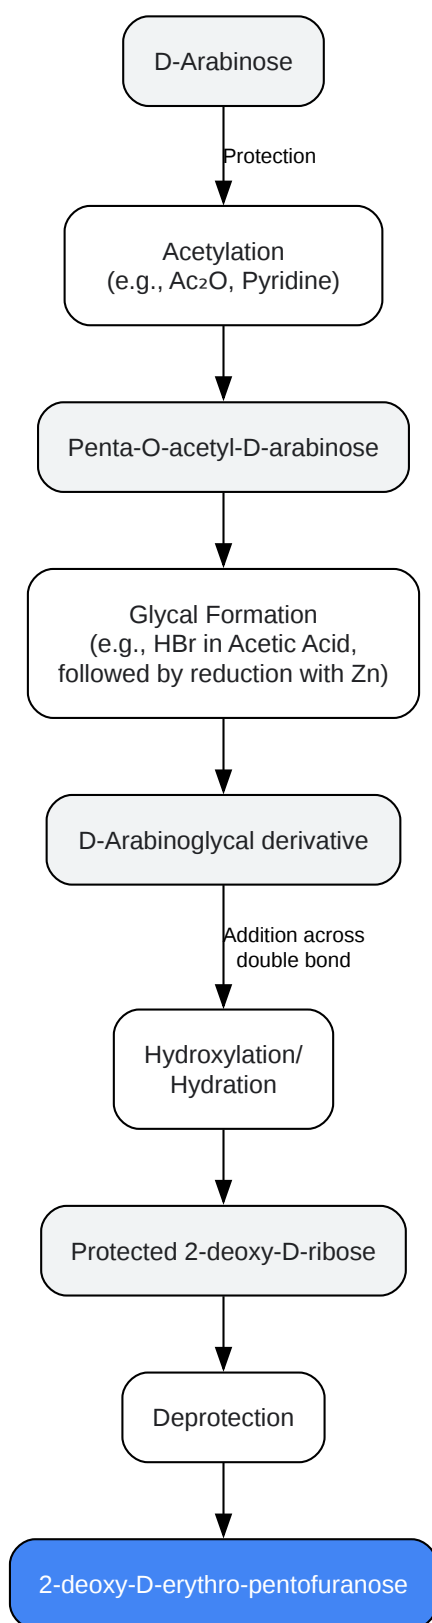 D-Arabinose
Protection
Acetylation
(e.g., Ac₂O, Pyridine)
Penta-O-acetyl-D-arabinose
Glycal Formation
(e.g., HBr in Acetic Acid,
followed by reduction with Zn)
D-Arabinoglycal derivative
Addition across
double bond
Hydroxylation/
Hydration
Protected 2-deoxy-D-ribose
Deprotection
2-deoxy-D-erythro-pentofuranose